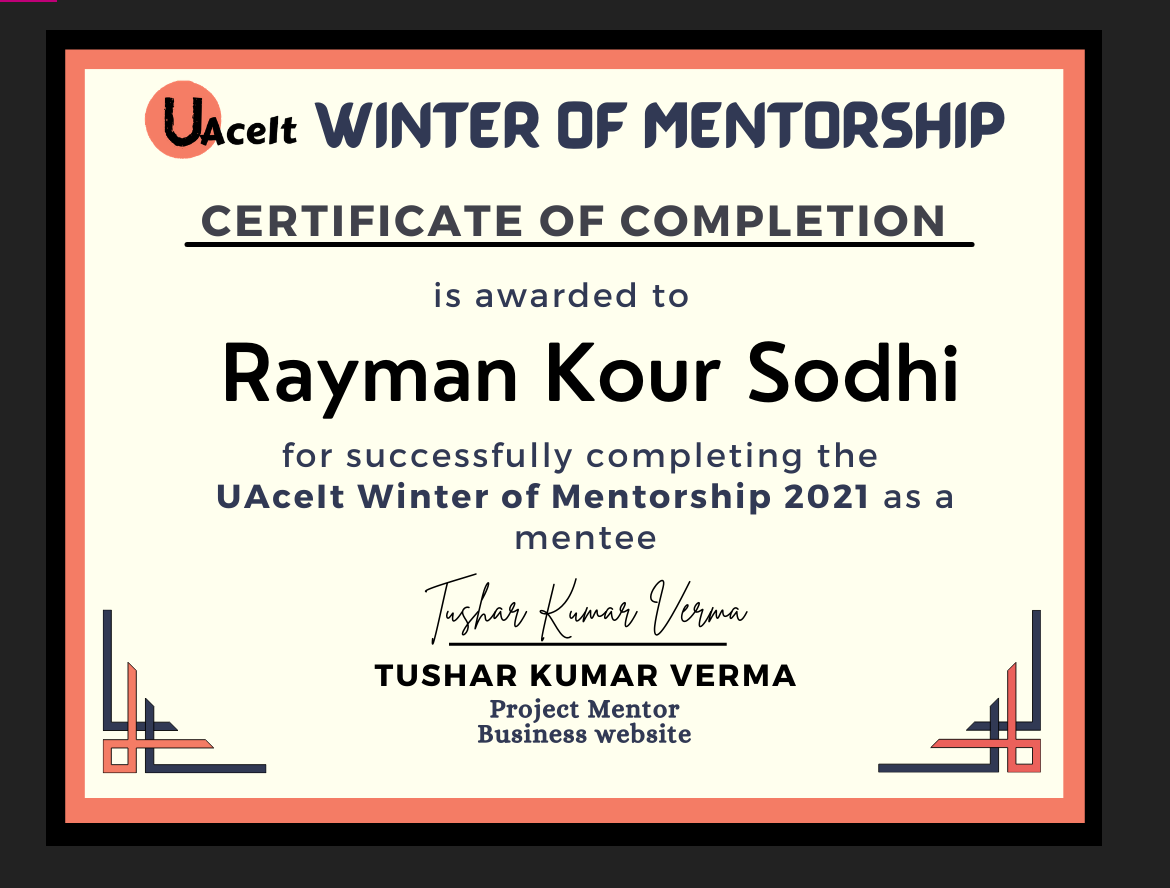 UAceIt WINTER OF MENTORSHIP
CERTIFICATE OF COMPLETION
is awarded to
Rayman Kour Sodhi
for successfully completing the
UAceIt Winter of Mentorship 2021 as a
mentee
Tushar Kumar Verma
TUSHAR KUMAR VERMA
Project Mentor
Business website